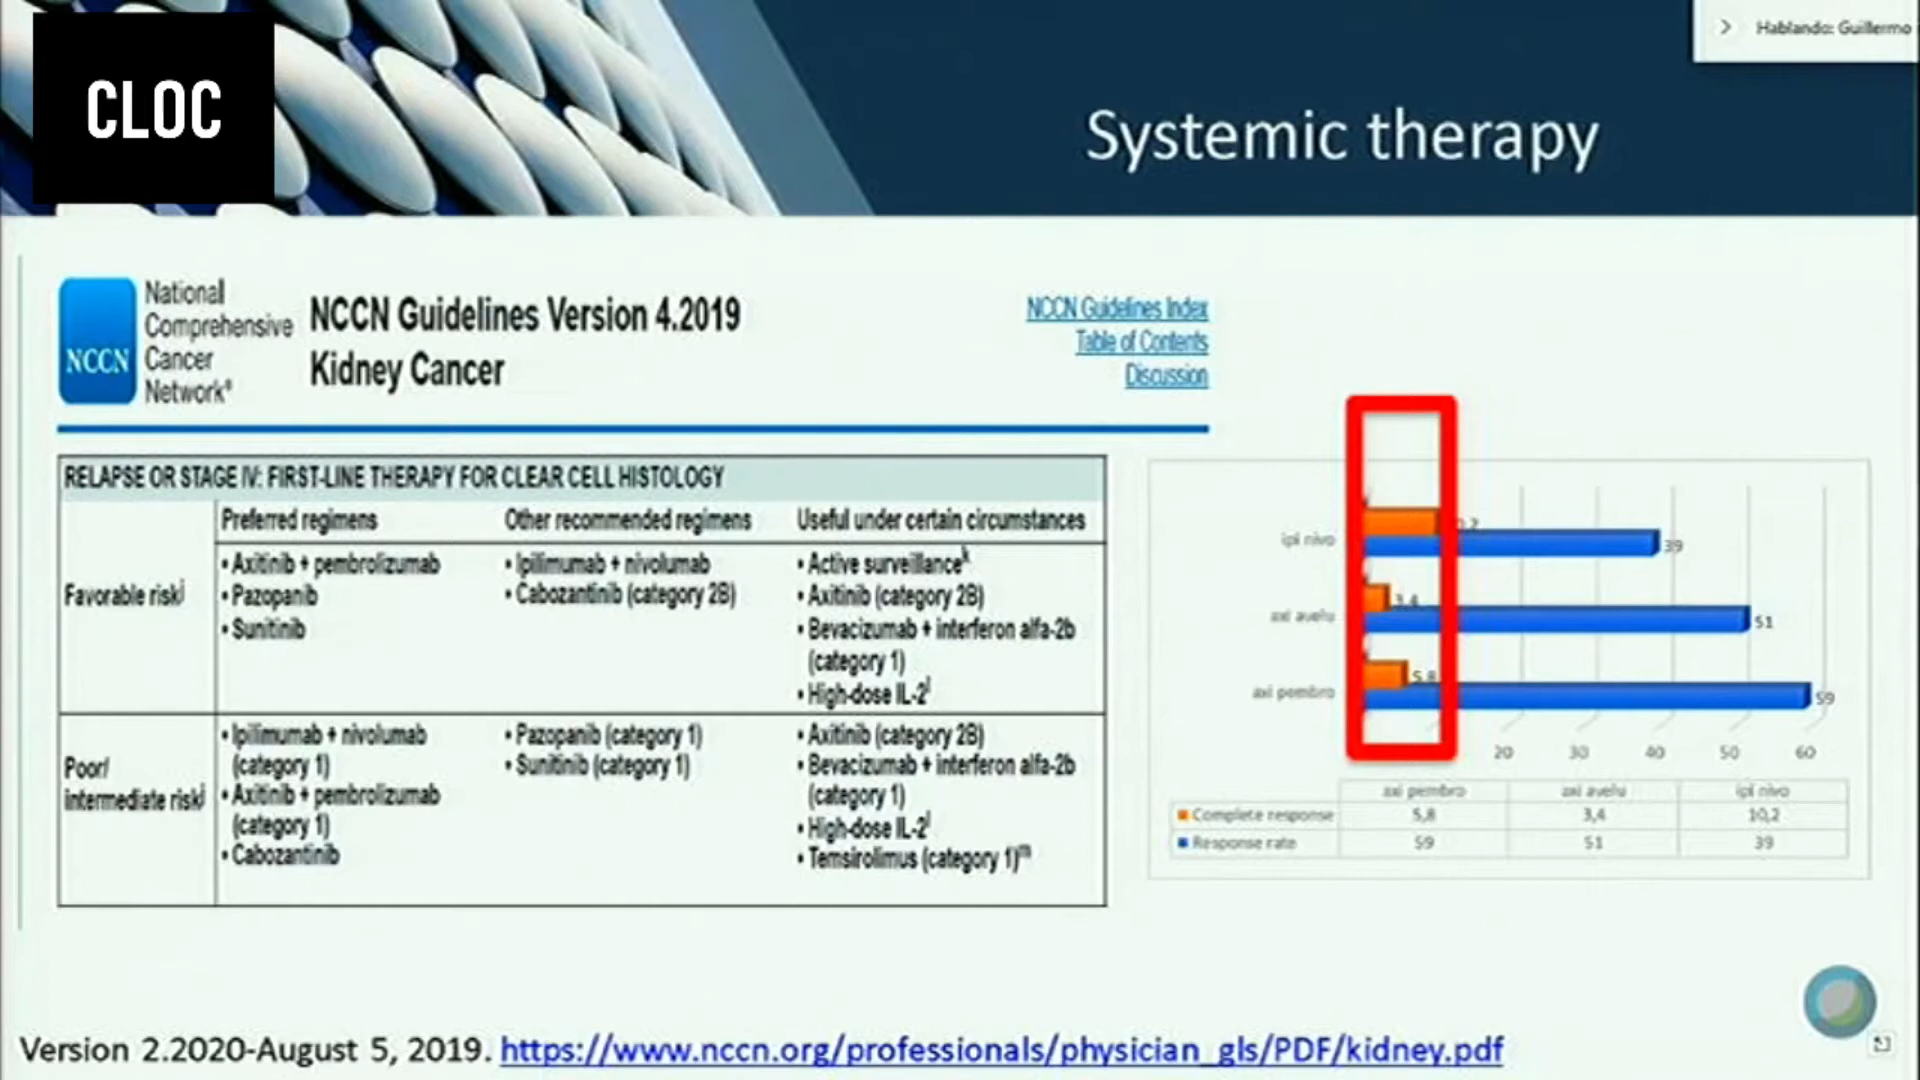 Hablando: Guillermo
CLOC
Systemic therapy
NCCN
National
Comprehensive
Cancer
Network®
NCCN Guidelines Version 4.2019
Kidney Cancer
NCCN Guidelines Index
Table of Contents
Discussion
RELAPSE OR STAGE IV: FIRST-LINE THERAPY FOR CLEAR CELL HISTOLOGY
Preferred regimens
Other recommended regimens
Useful under certain circumstances
Favorable risk
• Axitinib + pembrolizumab
• Pazopanib
• Sunitinib
• Ipilimumab + nivolumab
• Cabozantinib (category 2B)
• Active surveillance
• Axitinib (category 2B)
• Bevacizumab + interferon alfa-2b
(category 1)
• High-dose IL-2
Poor/
intermediate risk
• Ipilimumab + nivolumab
(category 1)
• Axitinib + pembrolizumab
(category 1)
• Cabozantinib
• Pazopanib (category 1)
• Sunitinib (category 1)
• Axitinib (category 2B)
• Bevacizumab + interferon alfa-2b
(category 1)
• High-dose IL-2
• Temsirolimus (category 1)m
ipi nivo
39
axi avelu
3,4
51
axi pembro
5,8
59
20 30 40 50 60
axi pembro axi avelu ipi nivo
Complete response 5,8 3,4 10,2
Response rate 59 51 39
Version 2.2020-August 5, 2019. https://www.nccn.org/professionals/physician_gls/PDF/kidney.pdf